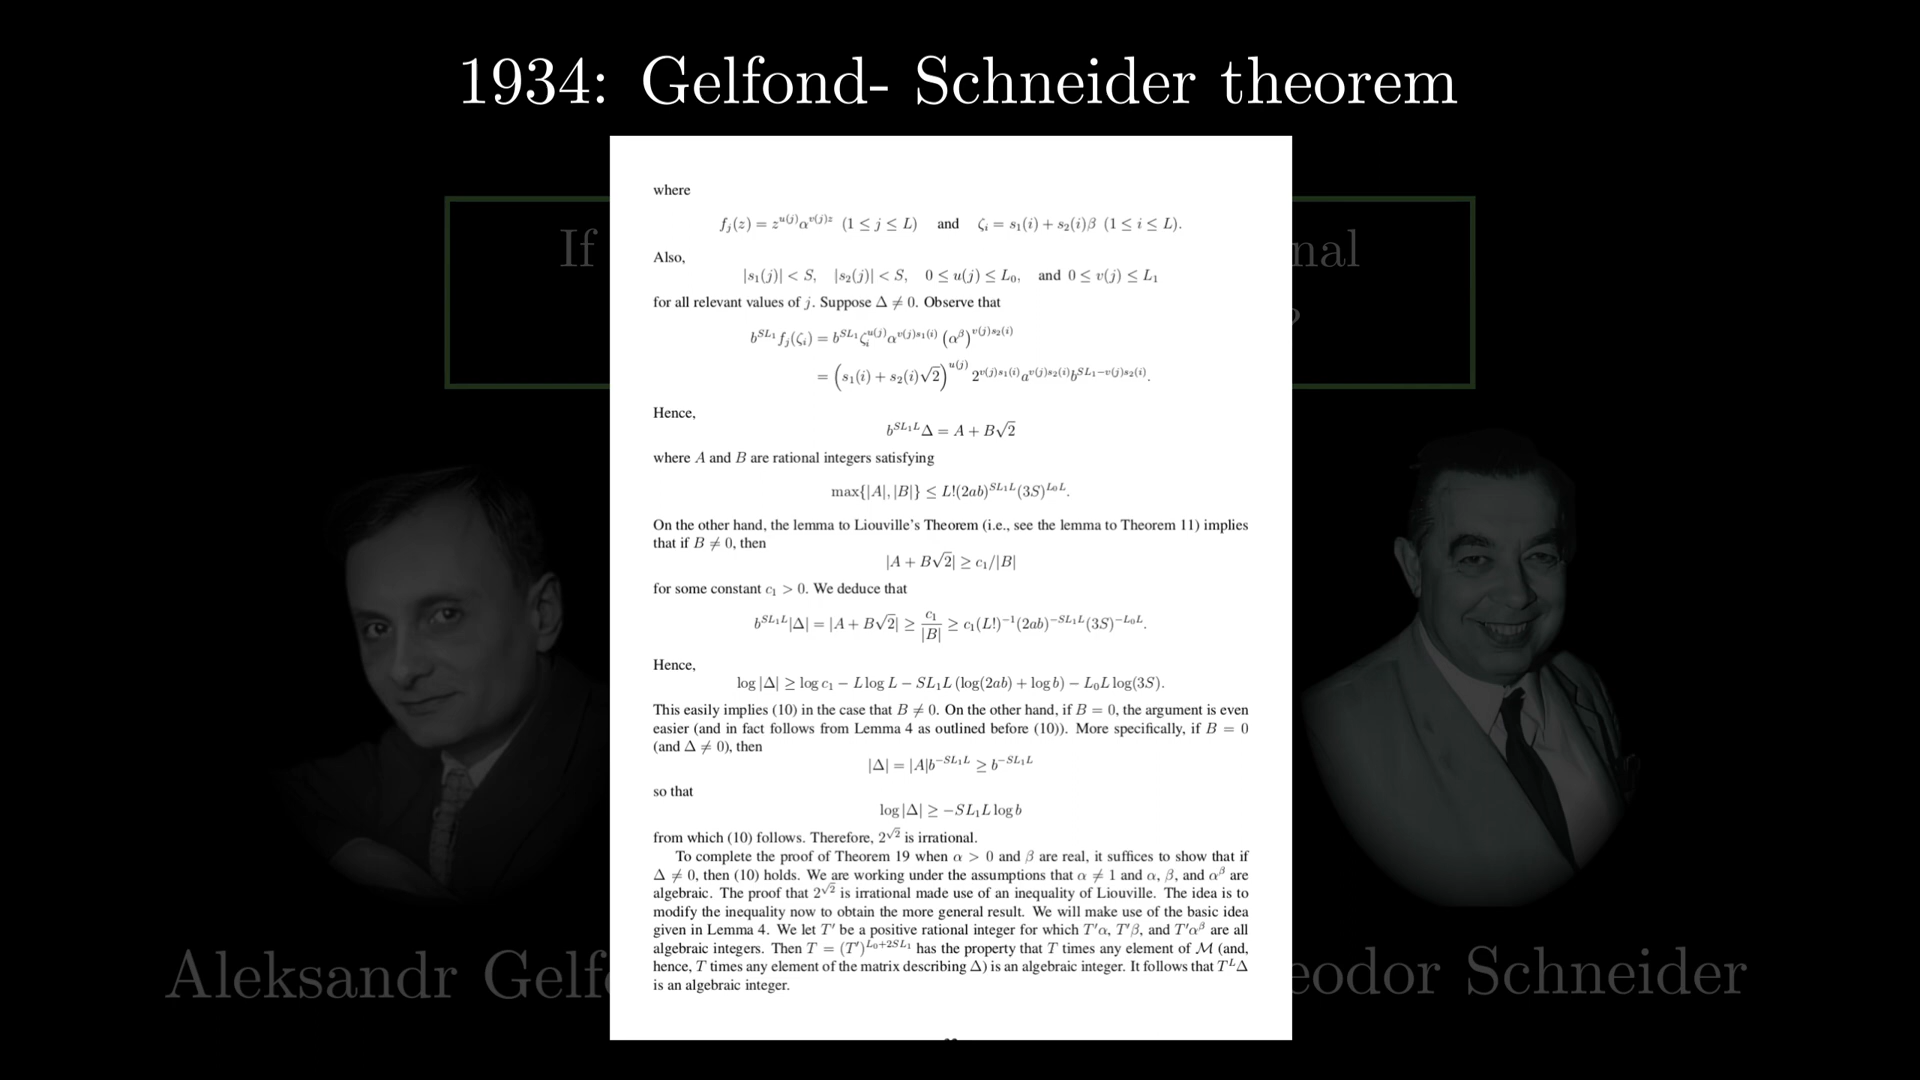 1934: Gelfond- Schneider theorem
If
nal
?
where
f_j(z) = z^{u(j)}α^{v(j)z} (1 ≤ j ≤ L) and ζ_i = s_1(i) + s_2(i)β (1 ≤ i ≤ L).
Also,
|s_1(j)| < S, |s_2(j)| < S, 0 ≤ u(j) ≤ L_0, and 0 ≤ v(j) ≤ L_1
for all relevant values of j. Suppose Δ ≠ 0. Observe that
b^{SL_1} f_j(ζ_i) = b^{SL_1} ζ_i^{u(j)} α^{v(j)s_1(i)} (α^β)^{v(j)s_2(i)}
= (s_1(i) + s_2(i)√2)^{u(j)} 2^{v(j)s_1(i)} a^{v(j)s_2(i)} b^{SL_1−v(j)s_2(i)}.
Hence,
b^{SL_1L}Δ = A + B√2
where A and B are rational integers satisfying
max{|A|, |B|} ≤ L!(2ab)^{SL_1L}(3S)^{L_0L}.
On the other hand, the lemma to Liouville's Theorem (i.e., see the lemma to Theorem 11) implies
that if B ≠ 0, then
|A + B√2| ≥ c_1/|B|
for some constant c_1 > 0. We deduce that
b^{SL_1L}|Δ| = |A + B√2| ≥ c_1/|B| ≥ c_1(L!)^{−1}(2ab)^{−SL_1L}(3S)^{−L_0L}.
Hence,
log |Δ| ≥ log c_1 − L log L − SL_1L (log(2ab) + log b) − L_0L log(3S).
This easily implies (10) in the case that B ≠ 0. On the other hand, if B = 0, the argument is even
easier (and in fact follows from Lemma 4 as outlined before (10)). More specifically, if B = 0
(and Δ ≠ 0), then
|Δ| = |A|b^{−SL_1L} ≥ b^{−SL_1L}
so that
log |Δ| ≥ −SL_1L log b
from which (10) follows. Therefore, 2^{√2} is irrational.
To complete the proof of Theorem 19 when α > 0 and β are real, it suffices to show that if
Δ ≠ 0, then (10) holds. We are working under the assumptions that α ≠ 1 and α, β, and α^β are
algebraic. The proof that 2^{√2} is irrational made use of an inequality of Liouville. The idea is to
modify the inequality now to obtain the more general result. We will make use of the basic idea
given in Lemma 4. We let T′ be a positive rational integer for which T′α, T′β, and T′α^β are all
algebraic integers. Then T = (T′)^{L_0+2SL_1} has the property that T times any element of M (and,
hence, T times any element of the matrix describing Δ) is an algebraic integer. It follows that T^LΔ
is an algebraic integer.
Aleksandr Gelf
eodor Schneider